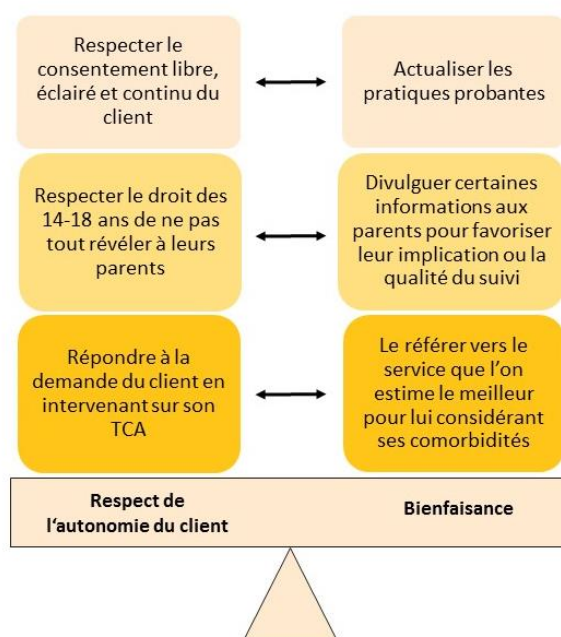 Respecter le
consentement libre,
éclairé et continu du
client
Actualiser les
pratiques probantes
Respecter le droit des
14-18 ans de ne pas
tout révéler à leurs
parents
Divulguer certaines
informations aux
parents pour favoriser
leur implication ou la
qualité du suivi
Répondre à la
demande du client en
intervenant sur son
TCA
Le référer vers le
service que l’on
estime le meilleur
pour lui considérant
ses comorbidités
Respect de
l‘autonomie du client
Bienfaisance